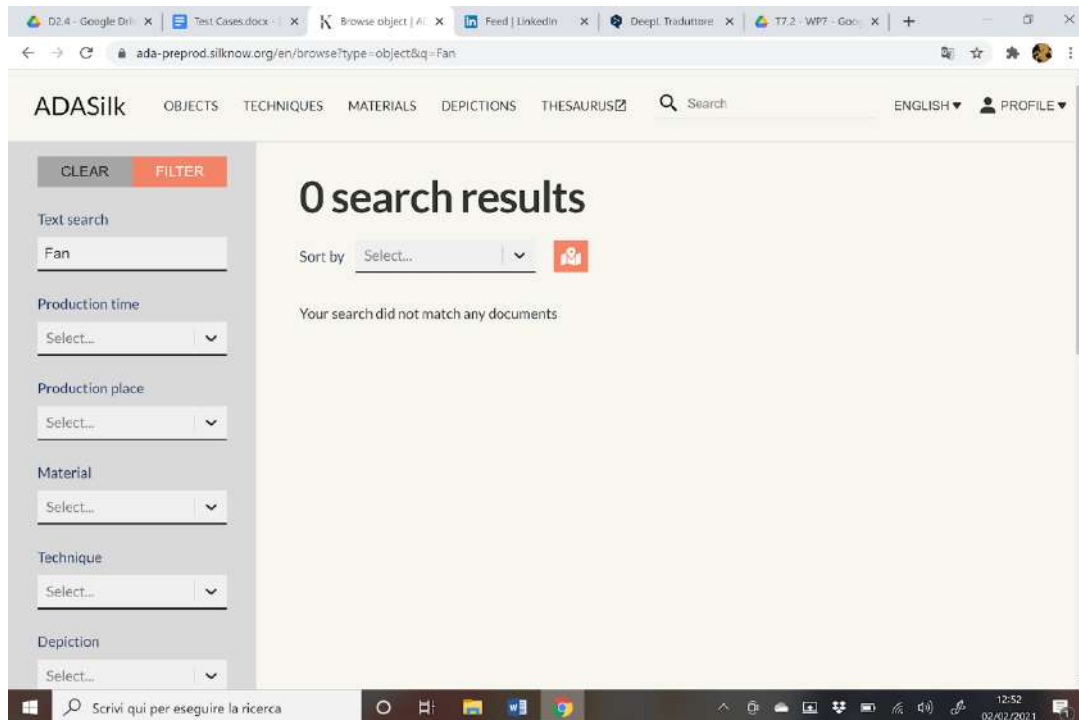 D2.4 - Google Dri
Test Cases.docx
Browse object | A
Feed | LinkedIn
DeepL Traduttore
T7.2 - WP7 - Goo
ada-preprod.silknow.org/en/browse?type=object&q=Fan
ADASilk OBJECTS TECHNIQUES MATERIALS DEPICTIONS THESAURUS Search ENGLISH PROFILE
CLEAR FILTER
0 search results
Text search
Fan
Sort by Select...
Production time
Your search did not match any documents
Select...
Production place
Select...
Material
Select...
Technique
Select...
Depiction
Select...
Scrivi qui per eseguire la ricerca
12:52
02/02/2021